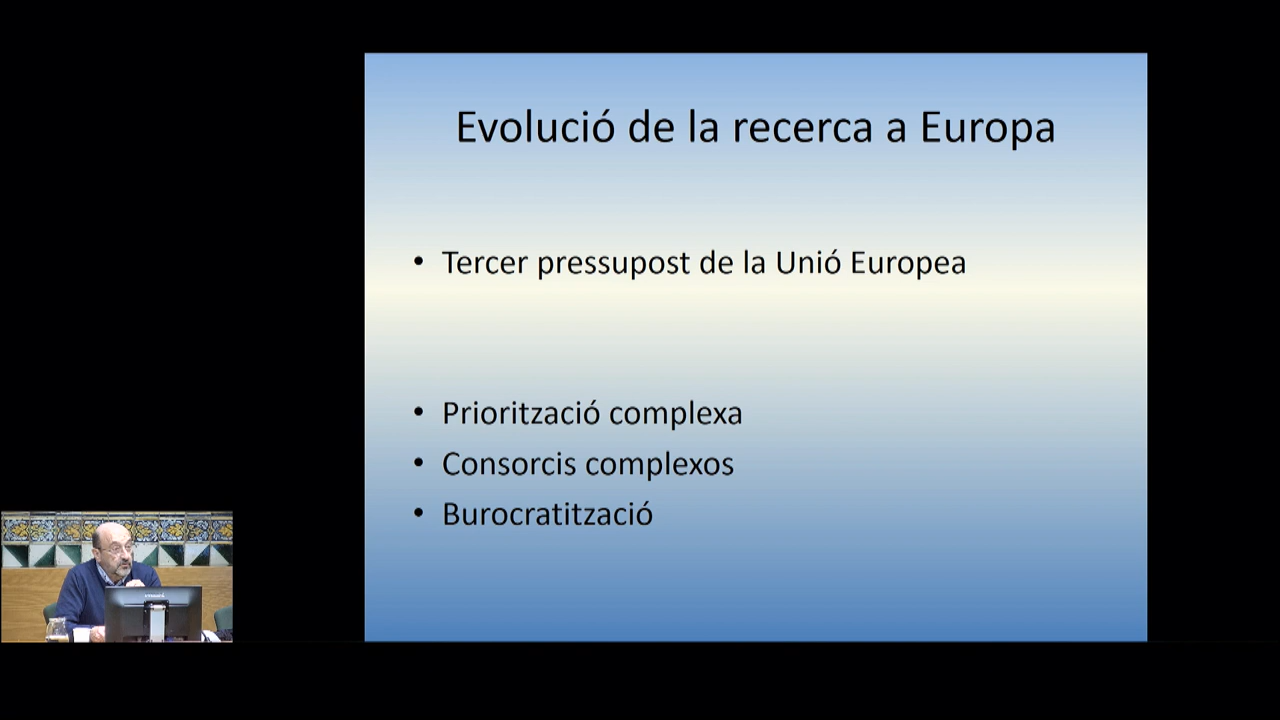 Evolució de la recerca a Europa
• Tercer pressupost de la Unió Europea
• Priorització complexa
• Consorcis complexos
• Burocratització